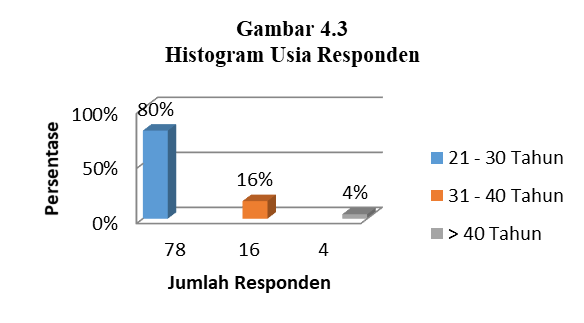 Gambar 4.3
Histogram Usia Responden
100%
50%
0%
Persentase
80%
16%
4%
78
16
4
Jumlah Responden
21 - 30 Tahun
31 - 40 Tahun
> 40 Tahun